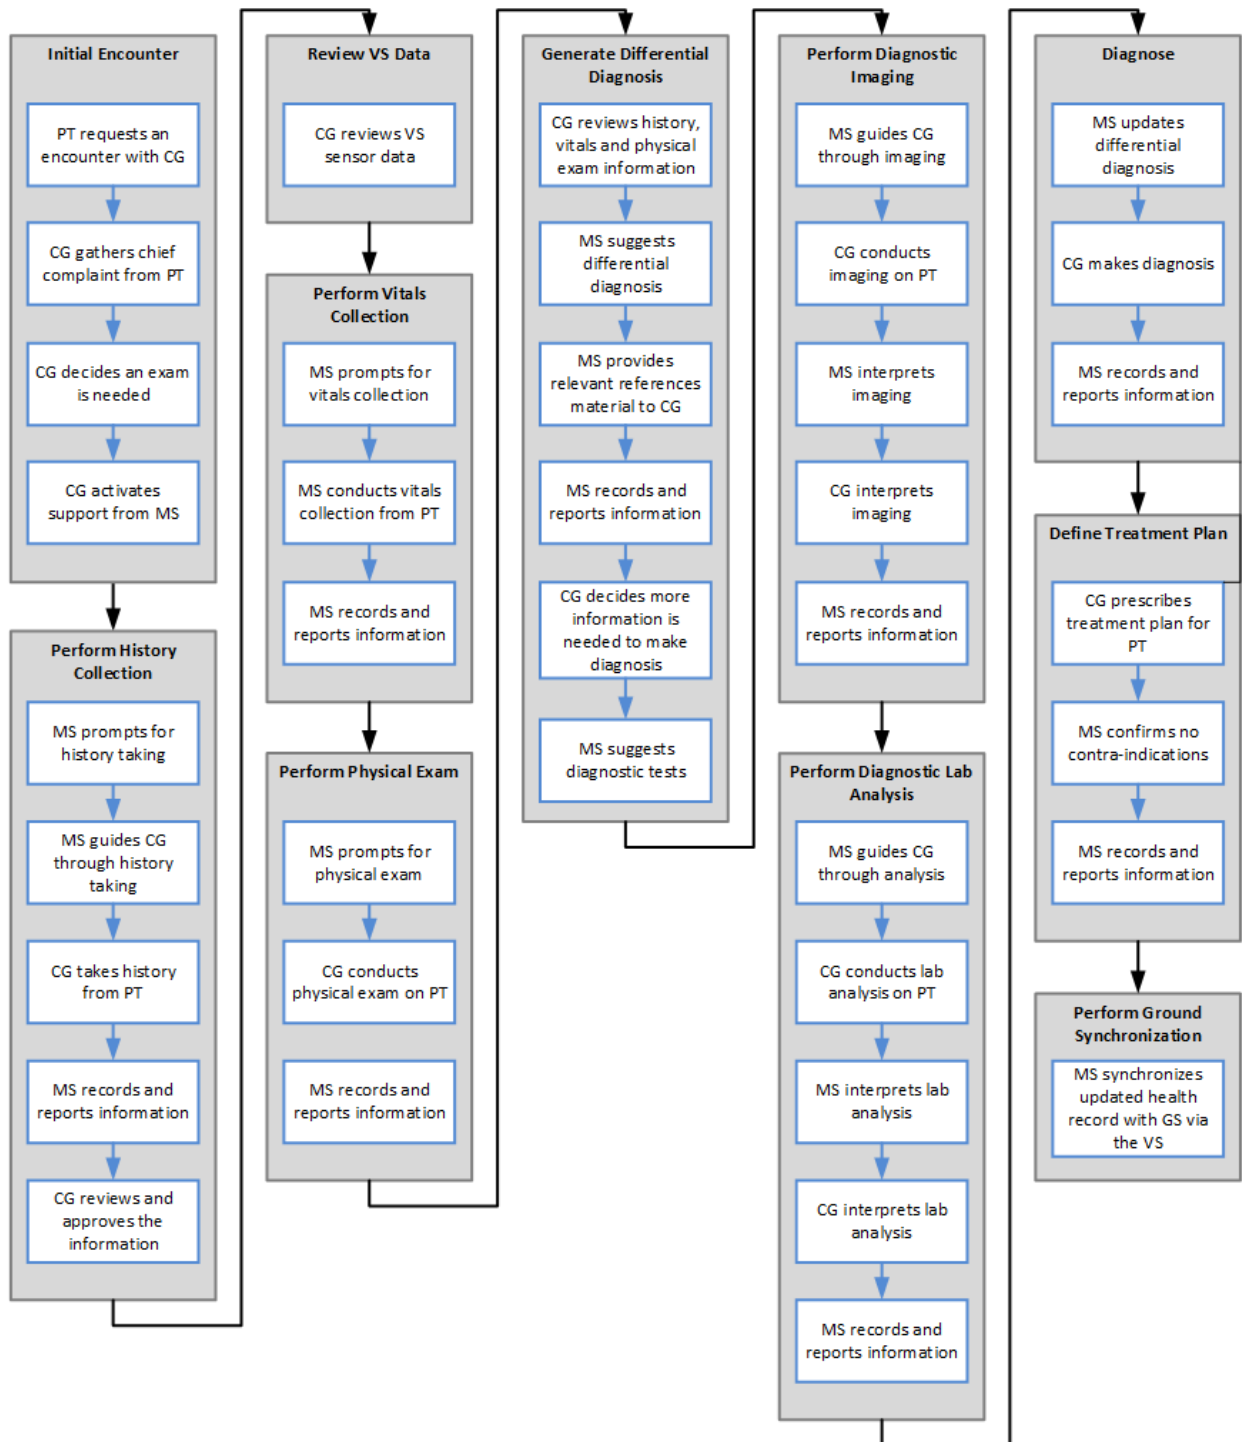 Initial Encounter
PT requests an
encounter with CG
CG gathers chief
complaint from PT
CG decides an exam
is needed
CG activates
support from MS
Perform History
Collection
MS prompts for
history taking
MS guides CG
through history
taking
CG takes history
from PT
MS records and
reports information
CG reviews and
approves the
information
Review VS Data
CG reviews VS
sensor data
Perform Vitals
Collection
MS prompts for
vitals collection
MS conducts vitals
collection from PT
MS records and
reports information
Perform Physical Exam
MS prompts for
physical exam
CG conducts
physical exam on PT
MS records and
reports information
Generate Differential
Diagnosis
CG reviews history,
vitals and physical
exam information
MS suggests
differential
diagnosis
MS provides
relevant references
material to CG
MS records and
reports information
CG decides more
information is
needed to make
diagnosis
MS suggests
diagnostic tests
Perform Diagnostic
Imaging
MS guides CG
through imaging
CG conducts
imaging on PT
MS interprets
imaging
CG interprets
imaging
MS records and
reports information
Perform Diagnostic Lab
Analysis
MS guides CG
through analysis
CG conducts lab
analysis on PT
MS interprets lab
analysis
CG interprets lab
analysis
MS records and
reports information
Diagnose
MS updates
differential
diagnosis
CG makes diagnosis
MS records and
reports information
Define Treatment Plan
CG prescribes
treatment plan for
PT
MS confirms no
contra-indications
MS records and
reports information
Perform Ground
Synchronization
MS synchronizes
updated health
record with GS via
the VS